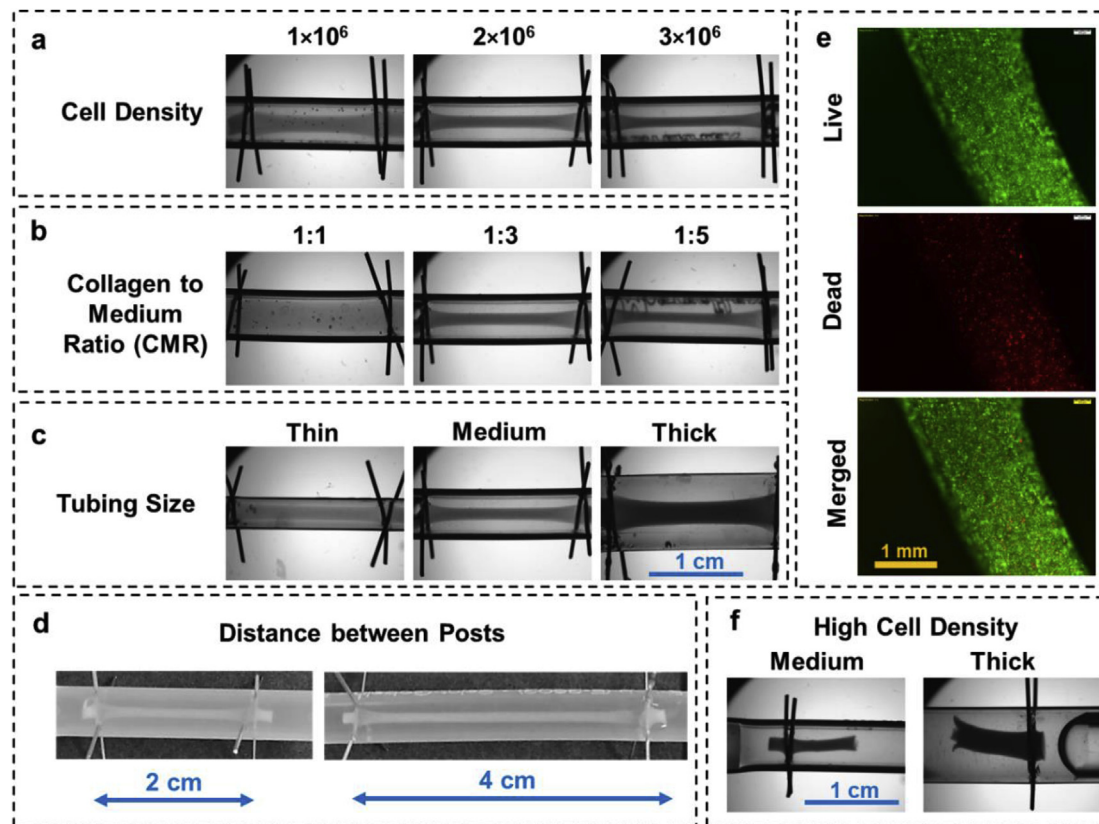 a
1×10⁶ 2×10⁶ 3×10⁶
Cell Density
b
1:1 1:3 1:5
Collagen to
Medium
Ratio (CMR)
c
Thin Medium Thick
Tubing Size
1 cm
d
Distance between Posts
2 cm 4 cm
e
Live
Dead
Merged
1 mm
f
High Cell Density
Medium Thick
1 cm